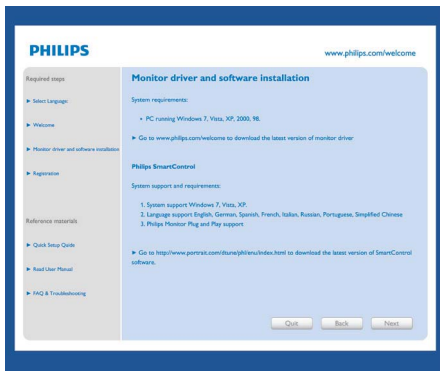 PHILIPS
www.philips.com/welcome
Required steps
► Select Language
► Welcome
► Monitor driver and software installation
► Registration
Reference materials
► Quick Setup Guide
► Read User Manual
► FAQ & Troubleshooting
Monitor driver and software installation
System requirements:
• PC running Windows 7, Vista, XP, 2000, 98.
► Go to www.philips.com/welcome to download the latest version of monitor driver
Philips SmartControl
System support and requirements:
1. System support Windows 7, Vista, XP.
2. Language support English, German, Spanish, French, Italian, Russian, Portuguese, Simplified Chinese
3. Philips Monitor Plug and Play support
► Go to http://www.portrait.com/dtune/phl/enu/index.html to download the latest version of SmartControl
software.
Quit
Back
Next